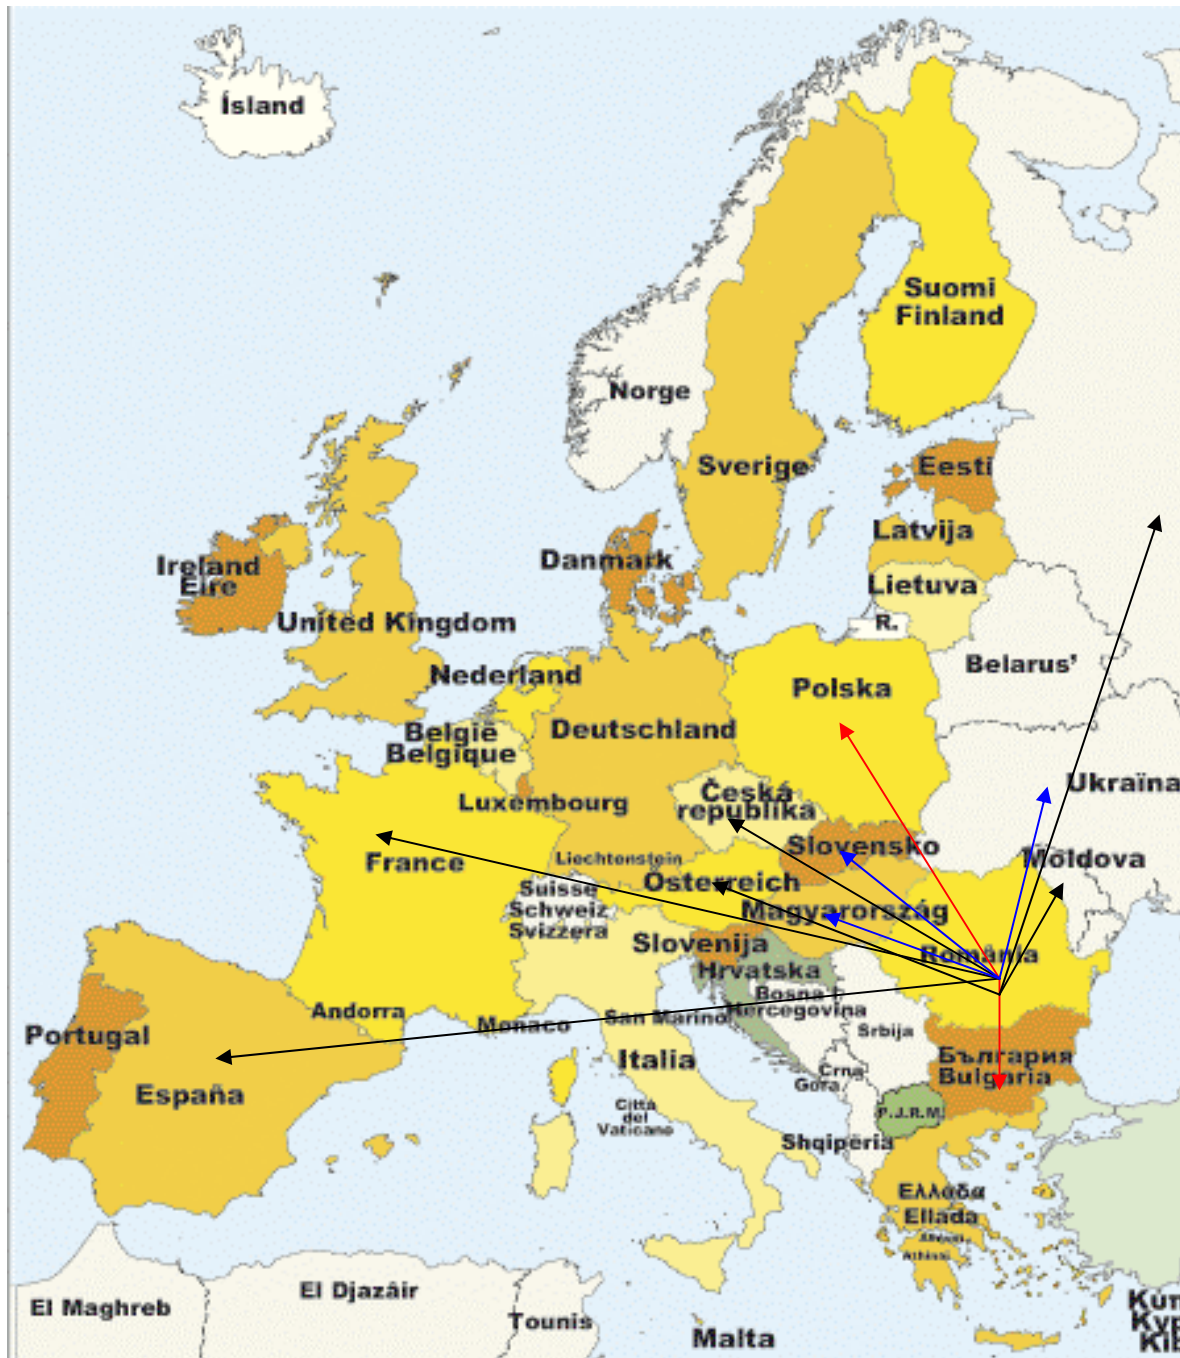 Ísland
Suomi
Finland
Norge
Sverige
Eesti
Latvija
Danmark
Ireland
Eire
Lietuva
United Kingdom
R.
Belarus’
Nederland
Polska
België
Belgique
Deutschland
Ukraïna
Česká
republika
Luxembourg
Slovensko
France
Liechtenstein
Moldova
Österreich
Suisse
Schweiz
Svizzera
Magyarország
Slovenija
România
Hrvatska
Bosna i
Hercegovina
Andorra
Monaco
San Marino
Srbija
Portugal
Italia
България
Bulgaria
Crna
Gora
España
Città
del
Vaticano
P.J.R.M.
Shqipëria
Ελλαδα
Ellada
Athinai
El Maghreb
El Djazâir
Tounis
Malta